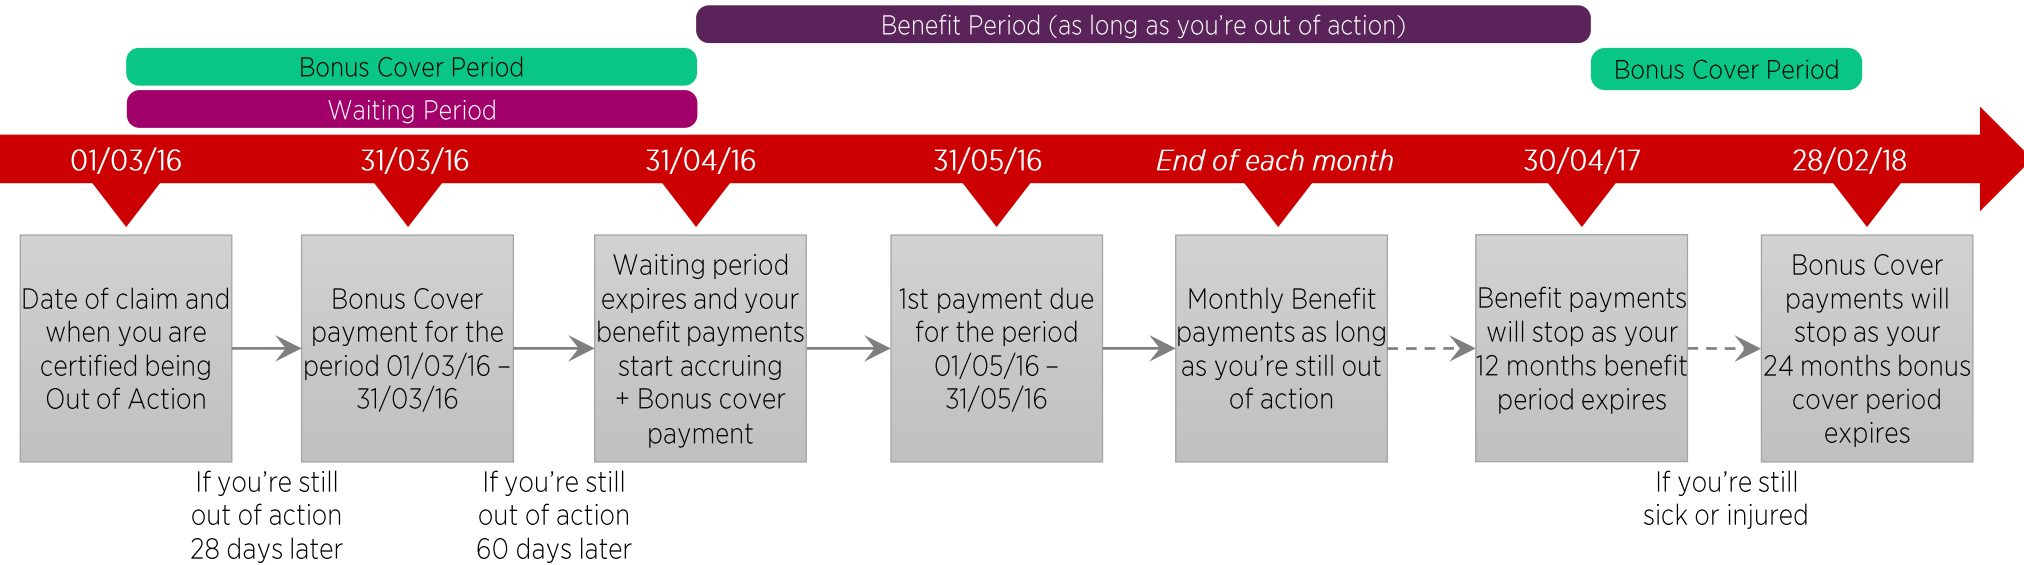 Benefit Period (as long as you’re out of action)
Bonus Cover Period
Bonus Cover Period
Waiting Period
01/03/16
31/03/16
31/04/16
31/05/16
End of each month
30/04/17
28/02/18
Date of claim and
when you are
certified being
Out of Action
Bonus Cover
payment for the
period 01/03/16 –
31/03/16
Waiting period
expires and your
benefit payments
start accruing
+ Bonus cover
payment
1st payment due
for the period
01/05/16 –
31/05/16
Monthly Benefit
payments as long
as you’re still out
of action
Benefit payments
will stop as your
12 months benefit
period expires
Bonus Cover
payments will
stop as your
24 months bonus
cover period
expires
If you’re still
out of action
28 days later
If you’re still
out of action
60 days later
If you’re still
sick or injured